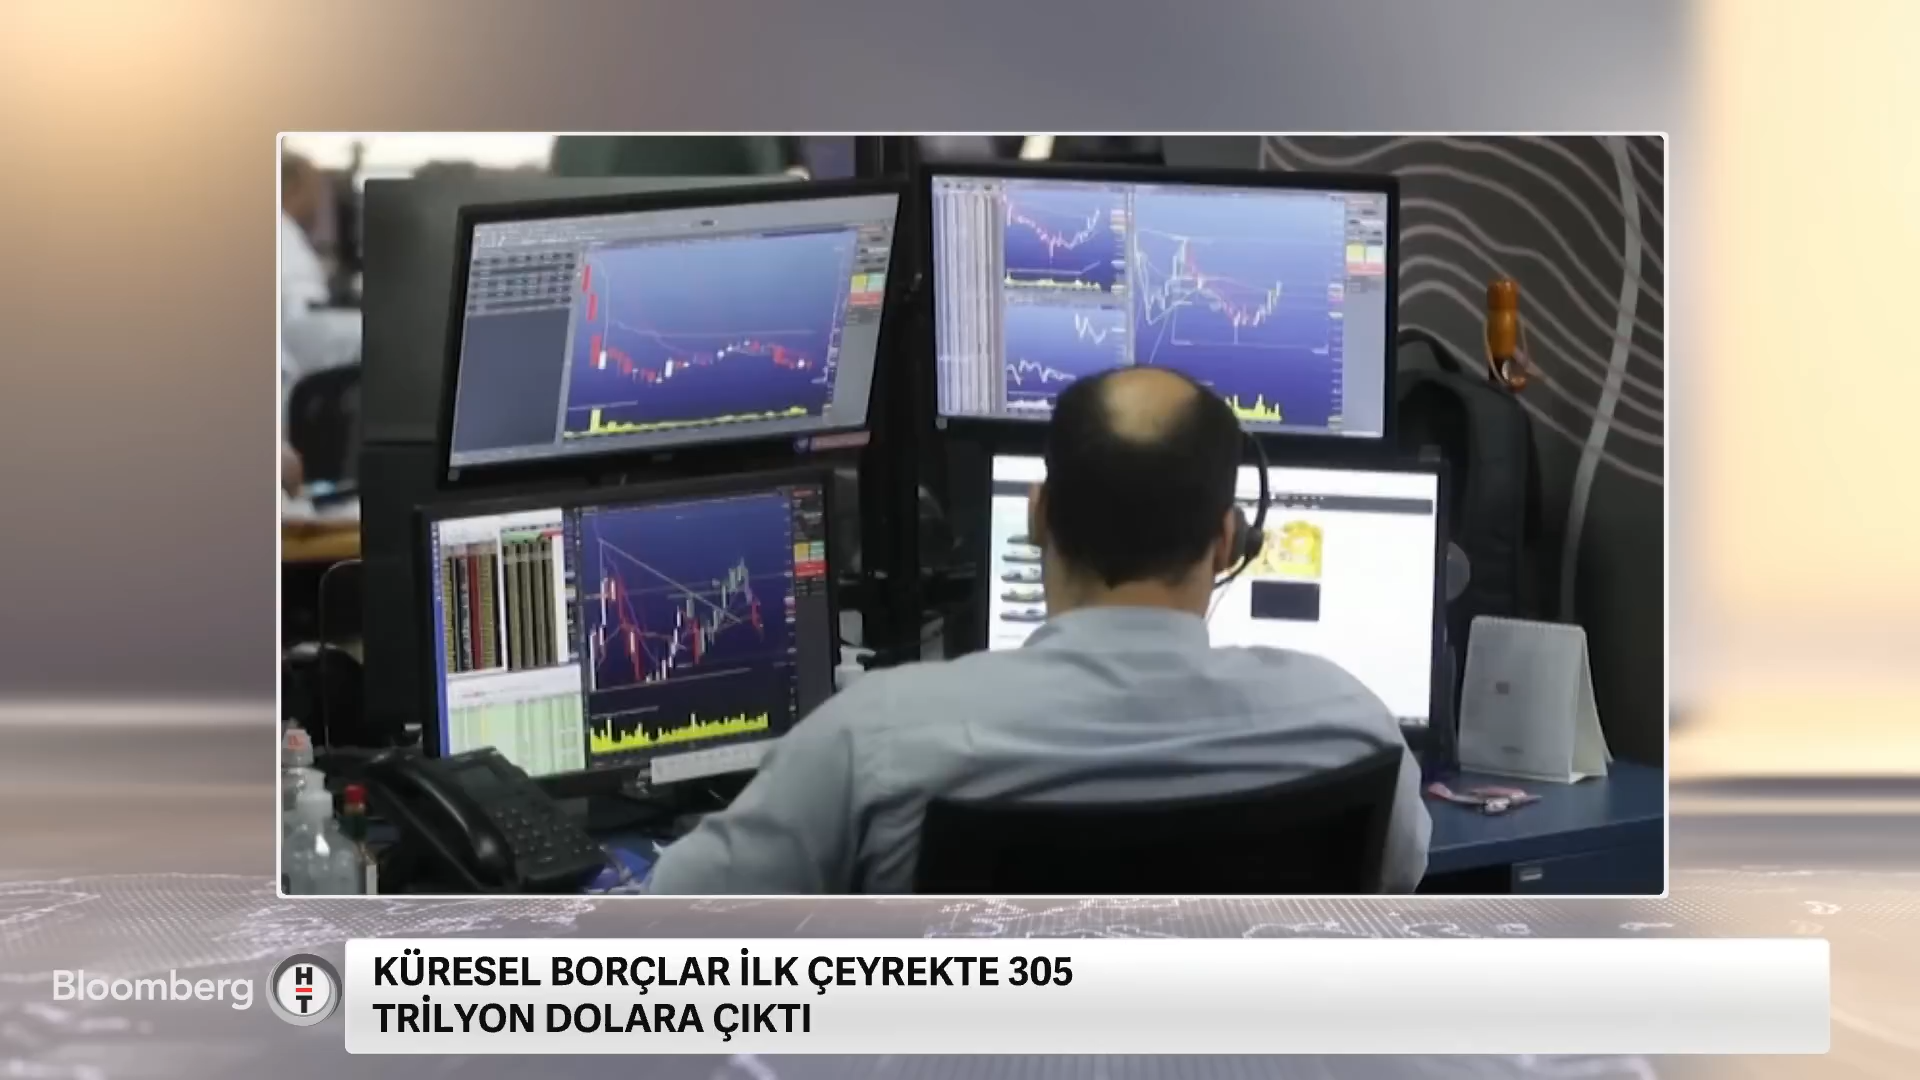 Bloomberg
HT
KÜRESEL BORÇLAR İLK ÇEYREKTE 305
TRİLYON DOLARA ÇIKTI